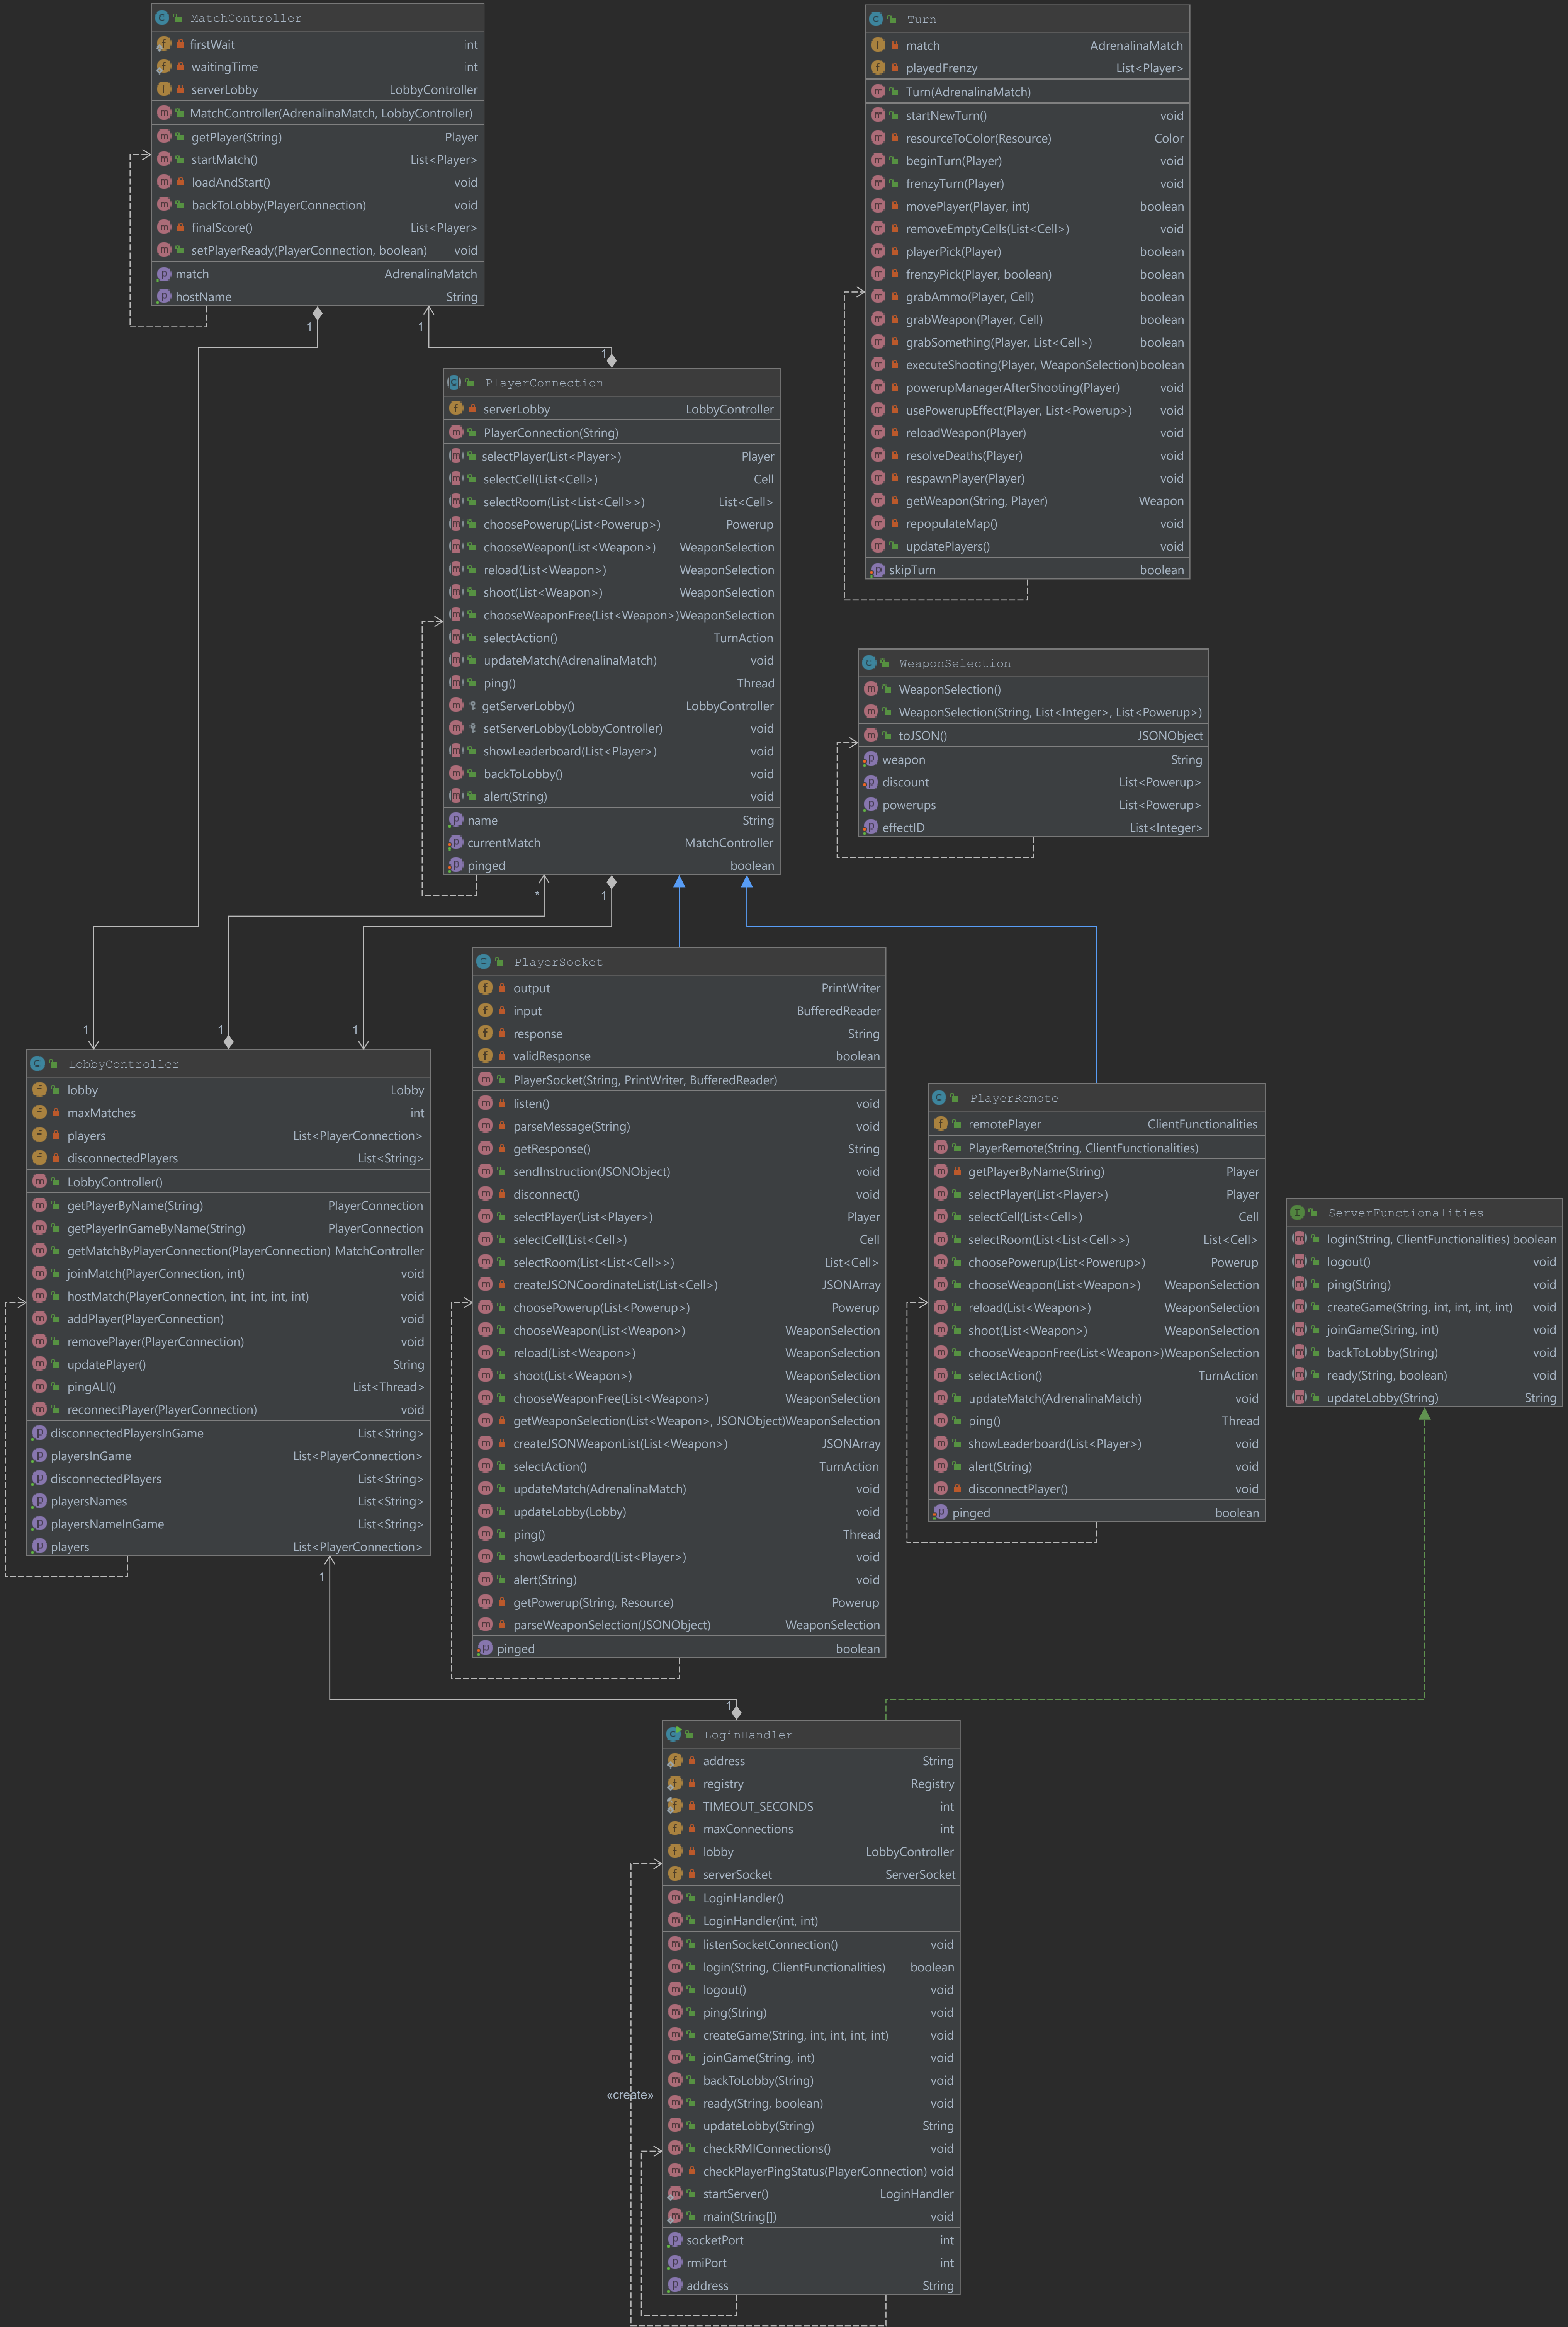 MatchController
firstWait int
waitingTime int
serverLobby LobbyController
MatchController(AdrenalinaMatch, LobbyController)
getPlayer(String) Player
startMatch() List<Player>
loadAndStart() void
backToLobby(PlayerConnection) void
finalScore() List<Player>
setPlayerReady(PlayerConnection, boolean) void
match AdrenalinaMatch
hostName String
Turn
match AdrenalinaMatch
playedFrenzy List<Player>
Turn(AdrenalinaMatch)
startNewTurn() void
resourceToColor(Resource) Color
beginTurn(Player) void
frenzyTurn(Player) void
movePlayer(Player, int) boolean
removeEmptyCells(List<Cell>) void
playerPick(Player) boolean
frenzyPick(Player, boolean) boolean
grabAmmo(Player, Cell) boolean
grabWeapon(Player, Cell) boolean
grabSomething(Player, List<Cell>) boolean
executeShooting(Player, WeaponSelection)boolean
powerupManagerAfterShooting(Player) void
usePowerupEffect(Player, List<Powerup>) void
reloadWeapon(Player) void
resolveDeaths(Player) void
respawnPlayer(Player) void
getWeapon(String, Player) Weapon
repopulateMap() void
updatePlayers() void
skipTurn boolean
1
1
1
PlayerConnection
serverLobby LobbyController
PlayerConnection(String)
selectPlayer(List<Player>) Player
selectCell(List<Cell>) Cell
selectRoom(List<List<Cell>>) List<Cell>
choosePowerup(List<Powerup>) Powerup
chooseWeapon(List<Weapon>) WeaponSelection
reload(List<Weapon>) WeaponSelection
shoot(List<Weapon>) WeaponSelection
chooseWeaponFree(List<Weapon>)WeaponSelection
selectAction() TurnAction
updateMatch(AdrenalinaMatch) void
ping() Thread
getServerLobby() LobbyController
setServerLobby(LobbyController) void
showLeaderboard(List<Player>) void
backToLobby() void
alert(String) void
name String
currentMatch MatchController
pinged boolean
WeaponSelection
WeaponSelection()
WeaponSelection(String, List<Integer>, List<Powerup>)
toJSON() JSONObject
weapon String
discount List<Powerup>
powerups List<Powerup>
effectID List<Integer>
*
1
1
1
1
PlayerSocket
output PrintWriter
input BufferedReader
response String
validResponse boolean
PlayerSocket(String, PrintWriter, BufferedReader)
listen() void
parseMessage(String) void
getResponse() String
sendInstruction(JSONObject) void
disconnect() void
selectPlayer(List<Player>) Player
selectCell(List<Cell>) Cell
selectRoom(List<List<Cell>>) List<Cell>
createJSONCoordinateList(List<Cell>) JSONArray
choosePowerup(List<Powerup>) Powerup
chooseWeapon(List<Weapon>) WeaponSelection
reload(List<Weapon>) WeaponSelection
shoot(List<Weapon>) WeaponSelection
chooseWeaponFree(List<Weapon>) WeaponSelection
getWeaponSelection(List<Weapon>, JSONObject)WeaponSelection
createJSONWeaponList(List<Weapon>) JSONArray
selectAction() TurnAction
updateMatch(AdrenalinaMatch) void
updateLobby(Lobby) void
ping() Thread
showLeaderboard(List<Player>) void
alert(String) void
getPowerup(String, Resource) Powerup
parseWeaponSelection(JSONObject) WeaponSelection
pinged boolean
LobbyController
lobby Lobby
maxMatches int
players List<PlayerConnection>
disconnectedPlayers List<String>
LobbyController()
getPlayerByName(String) PlayerConnection
getPlayerInGameByName(String) PlayerConnection
getMatchByPlayerConnection(PlayerConnection) MatchController
joinMatch(PlayerConnection, int) void
hostMatch(PlayerConnection, int, int, int, int) void
addPlayer(PlayerConnection) void
removePlayer(PlayerConnection) void
updatePlayer() String
pingALl() List<Thread>
reconnectPlayer(PlayerConnection) void
disconnectedPlayersInGame List<String>
playersInGame List<PlayerConnection>
disconnectedPlayers List<String>
playersNames List<String>
playersNameInGame List<String>
players List<PlayerConnection>
PlayerRemote
remotePlayer ClientFunctionalities
PlayerRemote(String, ClientFunctionalities)
getPlayerByName(String) Player
selectPlayer(List<Player>) Player
selectCell(List<Cell>) Cell
selectRoom(List<List<Cell>>) List<Cell>
choosePowerup(List<Powerup>) Powerup
chooseWeapon(List<Weapon>) WeaponSelection
reload(List<Weapon>) WeaponSelection
shoot(List<Weapon>) WeaponSelection
chooseWeaponFree(List<Weapon>)WeaponSelection
selectAction() TurnAction
updateMatch(AdrenalinaMatch) void
ping() Thread
showLeaderboard(List<Player>) void
alert(String) void
disconnectPlayer() void
pinged boolean
ServerFunctionalities
login(String, ClientFunctionalities) boolean
logout() void
ping(String) void
createGame(String, int, int, int, int) void
joinGame(String, int) void
backToLobby(String) void
ready(String, boolean) void
updateLobby(String) String
1
1
LoginHandler
address String
registry Registry
TIMEOUT_SECONDS int
maxConnections int
lobby LobbyController
serverSocket ServerSocket
LoginHandler()
LoginHandler(int, int)
listenSocketConnection() void
login(String, ClientFunctionalities) boolean
logout() void
ping(String) void
createGame(String, int, int, int, int) void
joinGame(String, int) void
backToLobby(String) void
«create»
ready(String, boolean) void
updateLobby(String) String
checkRMIConnections() void
checkPlayerPingStatus(PlayerConnection) void
startServer() LoginHandler
main(String[]) void
socketPort int
rmiPort int
address String